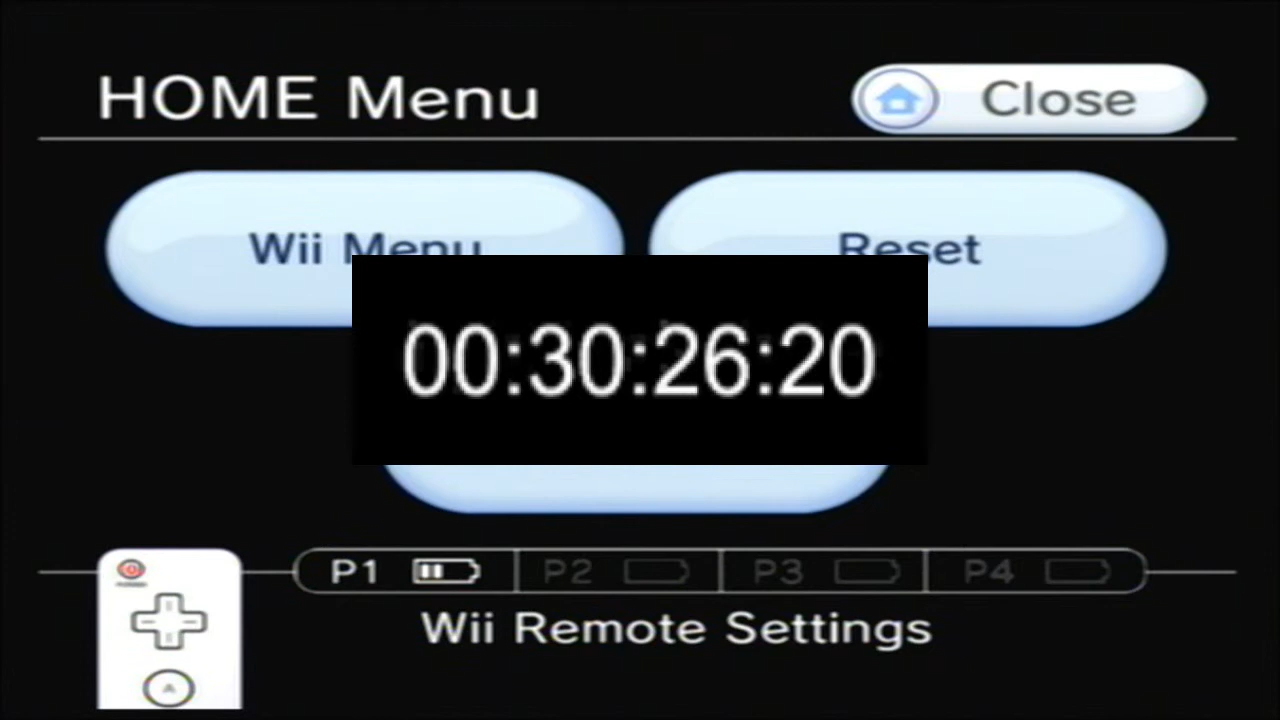 HOME Menu
Close
Wii Menu
Reset
00:30:26:20
P1
P2
P3
P4
Wii Remote Settings
A